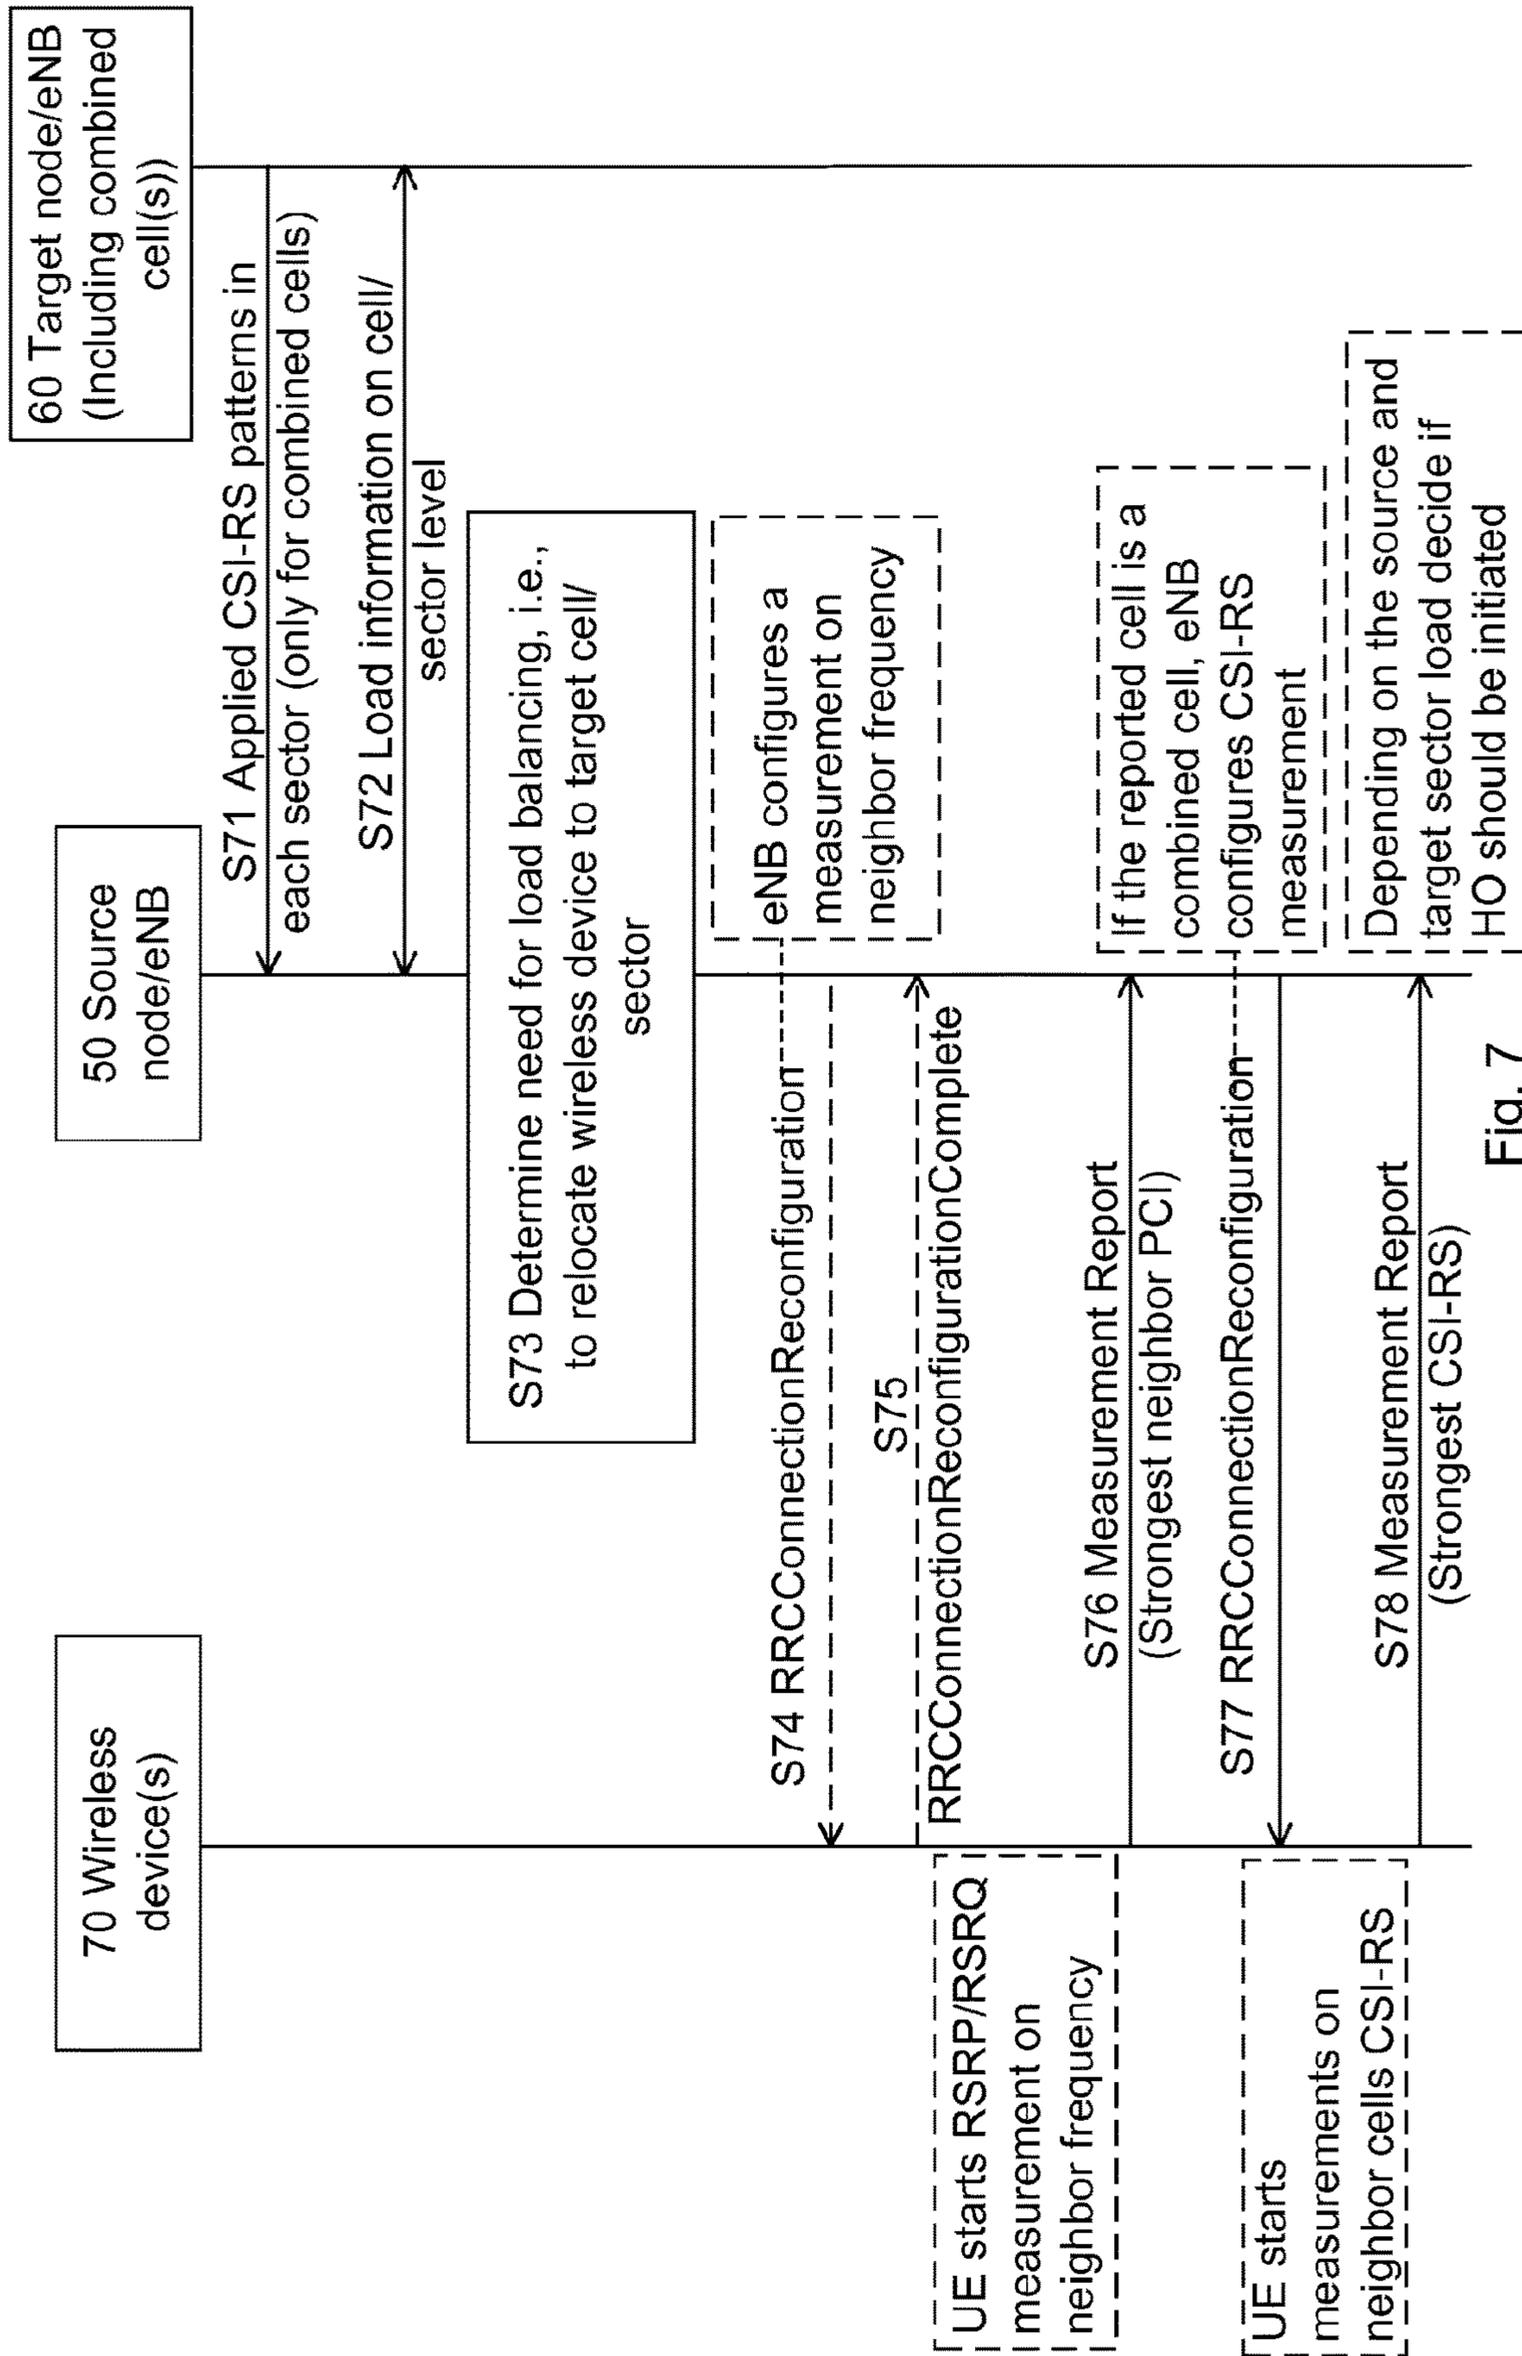 70 Wireless
device(s)
50 Source
node/eNB
60 Target node/eNB
(Including combined
cell(s))
S71 Applied CSI-RS patterns in
each sector (only for combined cells)
S72 Load information on cell/
sector level
S73 Determine need for load balancing, i.e.,
to relocate wireless device to target cell/
sector
S74 RRCConnectionReconfiguration
eNB configures a
measurement on
neighbor frequency
S75
RRCConnectionReconfigurationComplete
UE starts RSRP/RSRQ
measurement on
neighbor frequency
S76 Measurement Report
(Strongest neighbor PCI)
If the reported cell is a
combined cell, eNB
configures CSI-RS
measurement
S77 RRCConnectionReconfiguration
UE starts
measurements on
neighbor cells CSI-RS
S78 Measurement Report
(Strongest CSI-RS)
Depending on the source and
target sector load decide if
HO should be initiated
Fig. 7